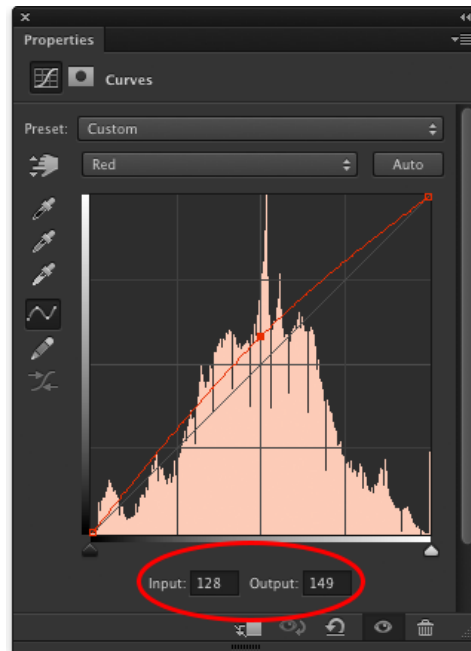 Properties
Curves
Preset: Custom
Red Auto
Input: 128 Output: 149